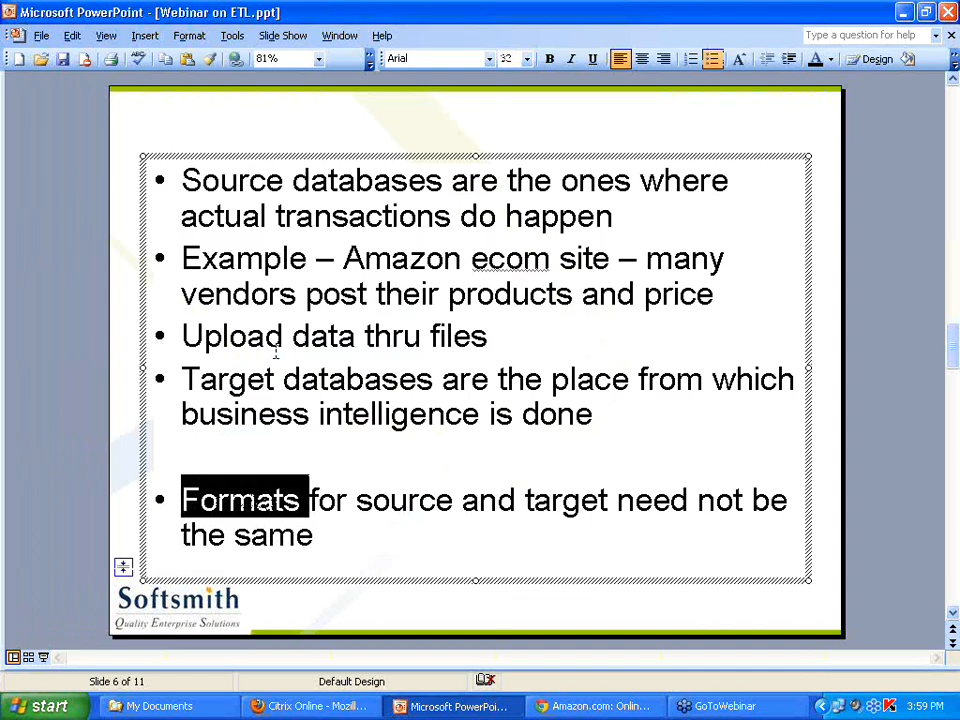 Microsoft PowerPoint - [Webinar on ETL.ppt]
File Edit View Insert Format Tools Slide Show Window Help
Type a question for help
81% Arial 32 B I U A A Design
• Source databases are the ones where
actual transactions do happen
• Example – Amazon ecom site – many
vendors post their products and price
• Upload data thru files
• Target databases are the place from which
business intelligence is done
• Formats for source and target need not be
the same
Softsmith
Quality Enterprise Solutions
Slide 6 of 11 Default Design
start My Documents Citrix Online - Mozill... Microsoft PowerPoi... Amazon.com: Onlin... GoToWebinar 3:59 PM